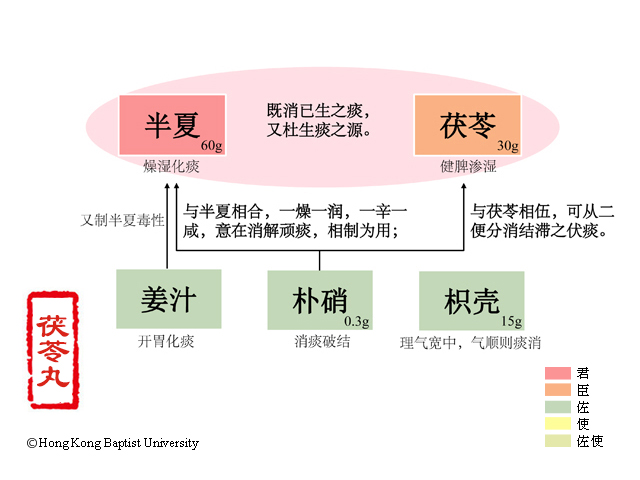 既消已生之痰，
又杜生痰之源。
半夏
60g
燥湿化痰
茯苓
30g
健脾渗湿
又制半夏毒性
与半夏相合，一燥一润，一辛一
咸，意在消解顽痰，相制为用；
与茯苓相伍，可从二
便分消结滞之伏痰。
姜汁
开胃化痰
朴硝
0.3g
消痰破结
枳壳
15g
理气宽中，气顺则痰消
茯苓丸
君
臣
佐
使
佐使
©Hong Kong Baptist University